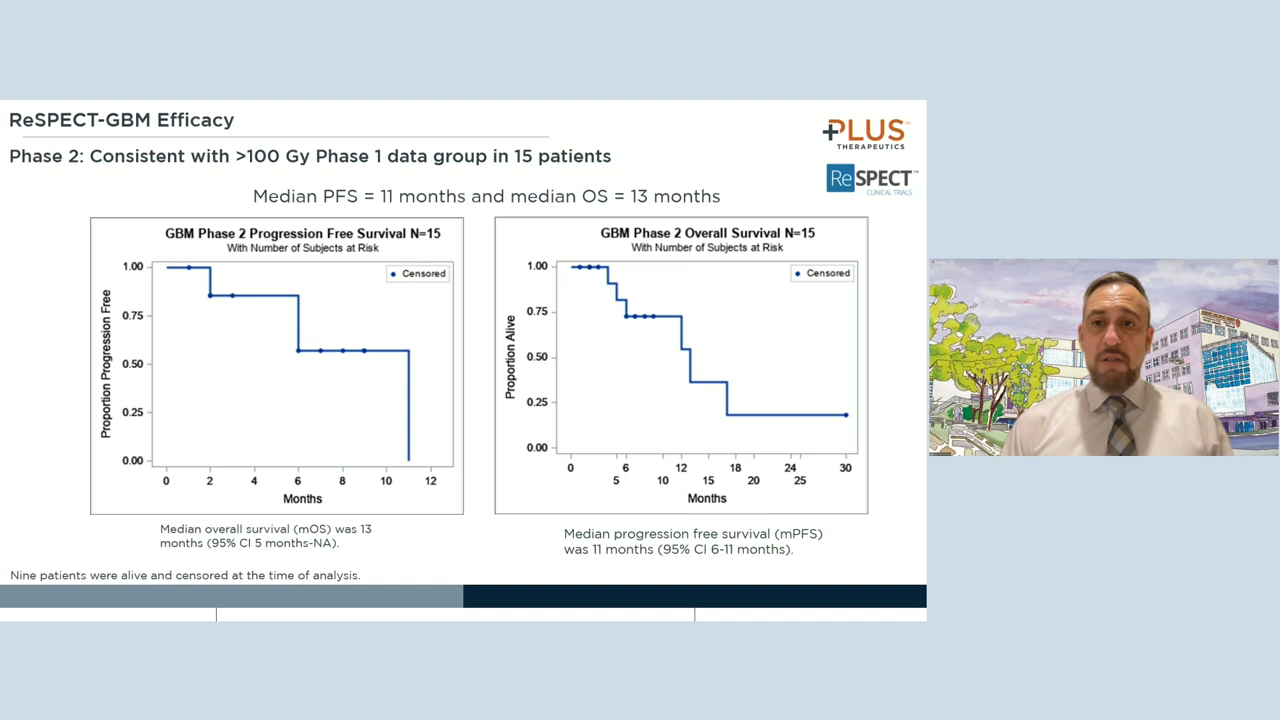 ReSPECT-GBM Efficacy
Phase 2: Consistent with >100 Gy Phase 1 data group in 15 patients
+PLUS™
THERAPEUTICS
ReSPECT™
CLINICAL TRIALS
Median PFS = 11 months and median OS = 13 months
GBM Phase 2 Progression Free Survival N=15
With Number of Subjects at Risk
Censored
Proportion Progression Free
1.00
0.75
0.50
0.25
0.00
0 2 4 6 8 10 12
Months
GBM Phase 2 Overall Survival N=15
With Number of Subjects at Risk
Censored
Proportion Alive
1.00
0.75
0.50
0.25
0.00
0 6 12 18 24 30
5 10 15 20 25
Months
Median overall survival (mOS) was 13
months (95% CI 5 months-NA).
Median progression free survival (mPFS)
was 11 months (95% CI 6-11 months).
Nine patients were alive and censored at the time of analysis.